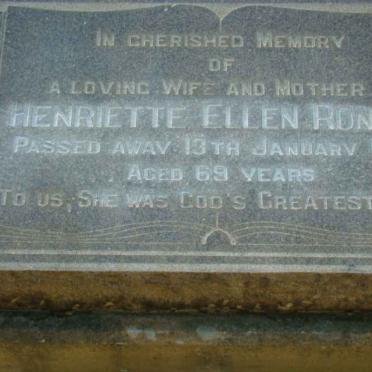 In Cherished Memory
of
A Loving Wife and Mother
Henriette Ellen
Passed away 13th January
Aged 69 years
To us, She was God's Greatest